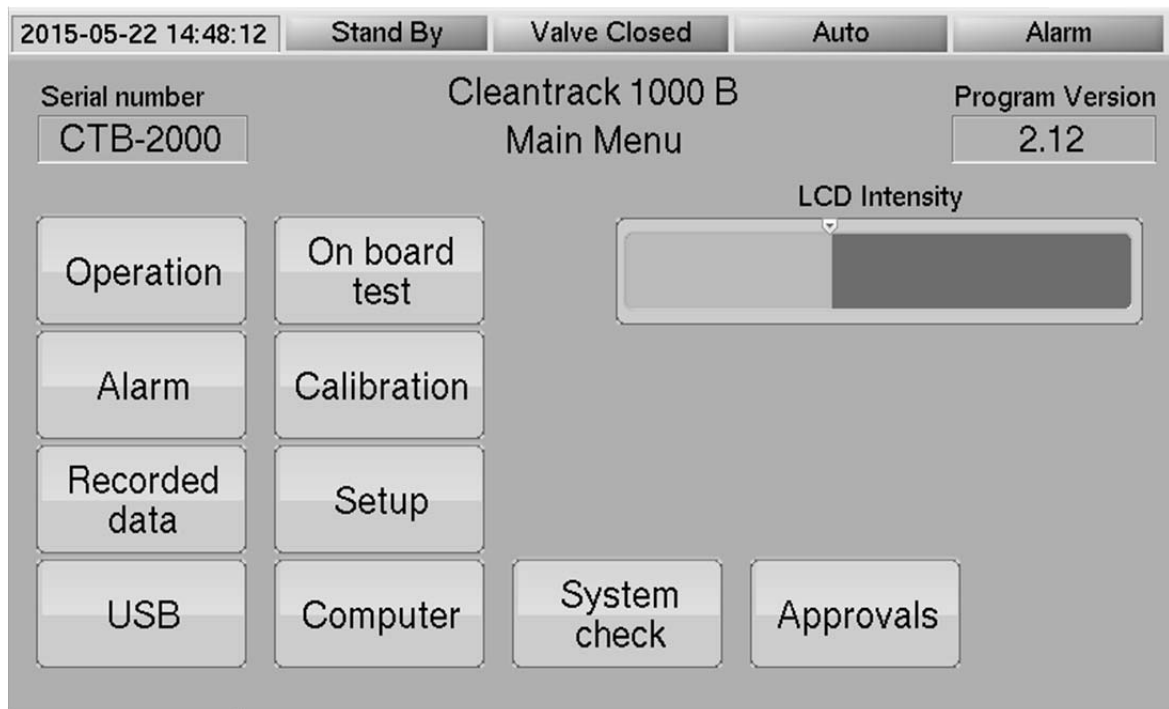 2015-05-22 14:48:12 Stand By Valve Closed Auto Alarm
Serial number
CTB-2000
Cleantrack 1000 B
Main Menu
Program Version
2.12
LCD Intensity
Operation
On board
test
Alarm
Calibration
Recorded
data
Setup
USB
Computer
System
check
Approvals